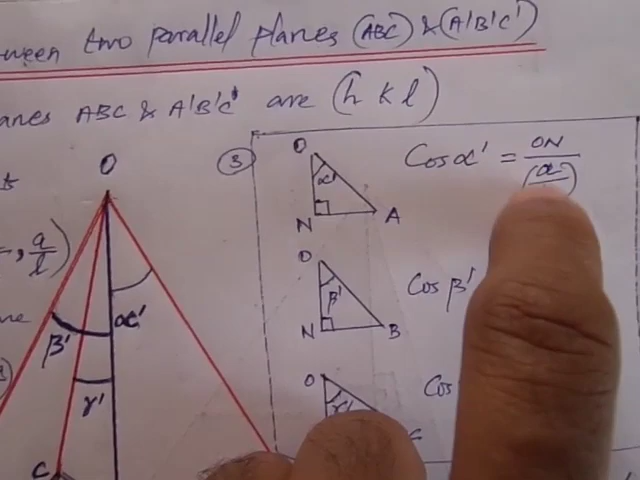 ween two parallel planes (ABC) & (A'B'C')
anes ABC & A'B'C' are (h k l)
O
, a/l)
β'
α'
γ'
C
3
O
α'
N
A
Cos α' = ON/(a
O
β'
N
B
Cos β'
O
γ'
C
Cos